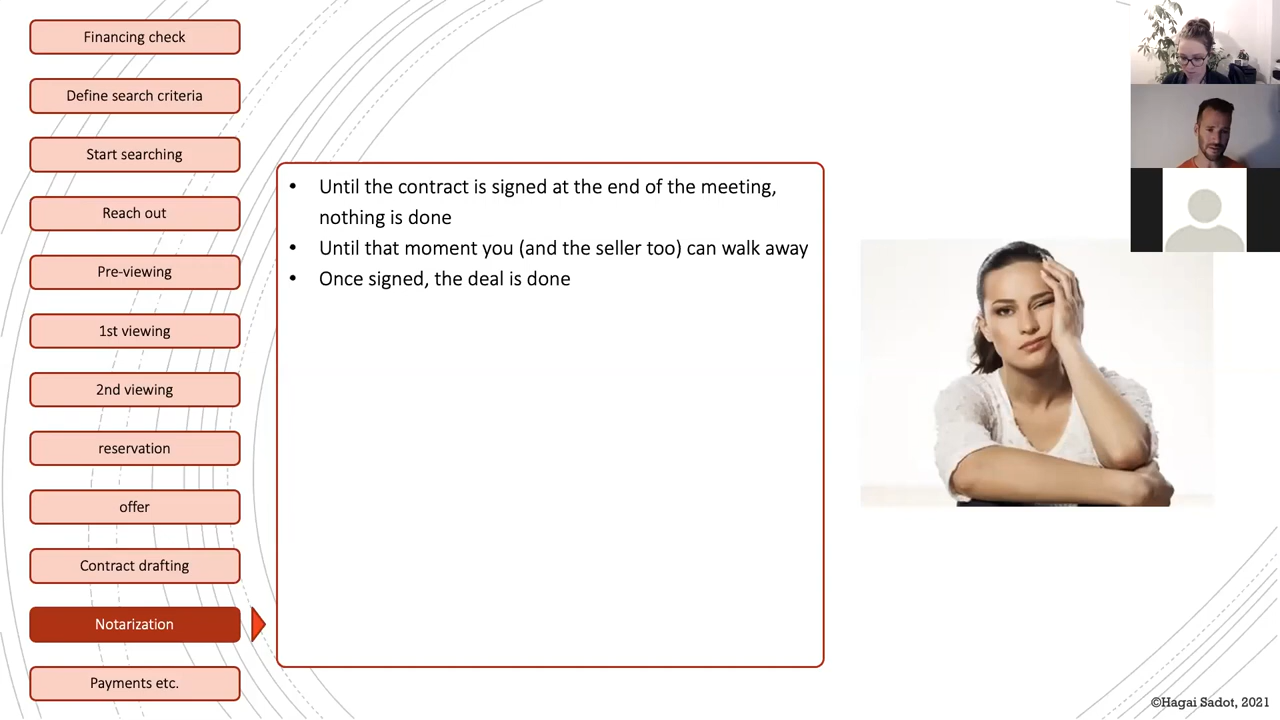 Financing check
Define search criteria
Start searching
Reach out
Pre-viewing
1st viewing
2nd viewing
reservation
offer
Contract drafting
Notarization
Payments etc.
• Until the contract is signed at the end of the meeting,
nothing is done
• Until that moment you (and the seller too) can walk away
• Once signed, the deal is done
©Hagai Sadot, 2021